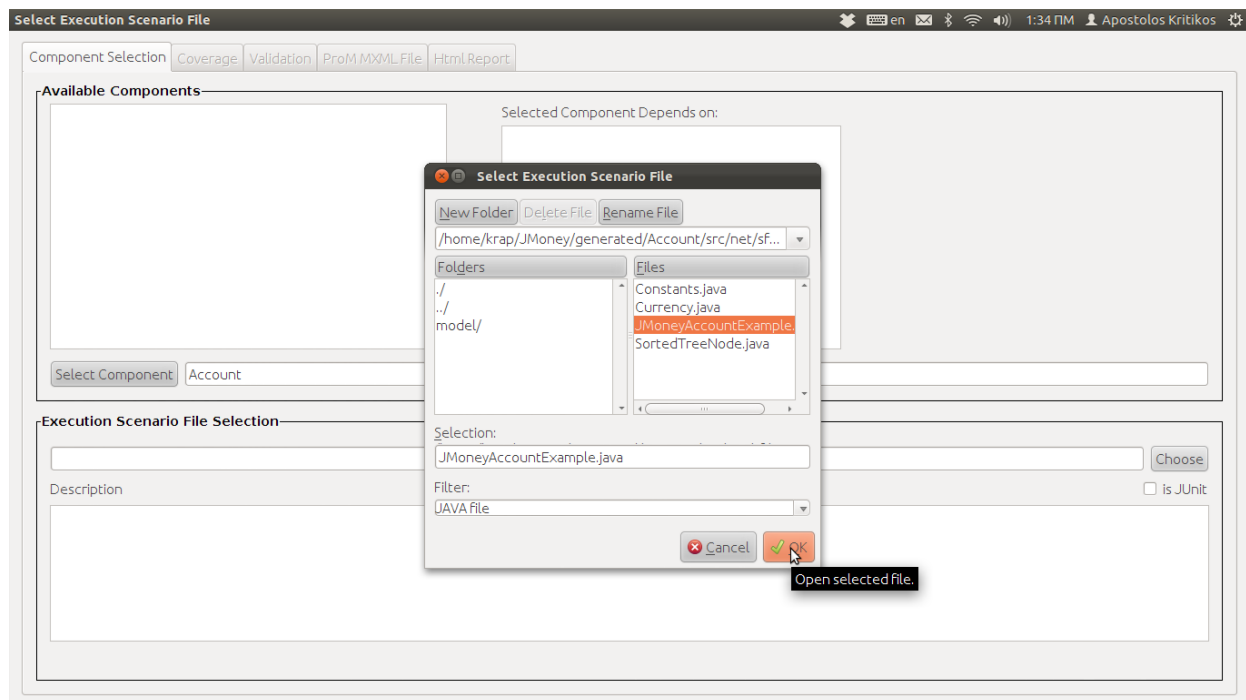 Select Execution Scenario File
en
1:34 ΠΜ
Apostolos Kritikos
Component Selection
Coverage
Validation
ProM MXML File
Html Report
Available Components
Selected Component Depends on:
Select Execution Scenario File
New Folder
Delete File
Rename File
/home/krap/JMoney/generated/Account/src/net/sf...
Folders
Files
./
../
model/
Constants.java
Currency.java
JMoneyAccountExample.
SortedTreeNode.java
Select Component
Account
Execution Scenario File Selection
Selection:
JMoneyAccountExample.java
Choose
Description
is JUnit
Filter:
JAVA file
Cancel
OK
Open selected file.